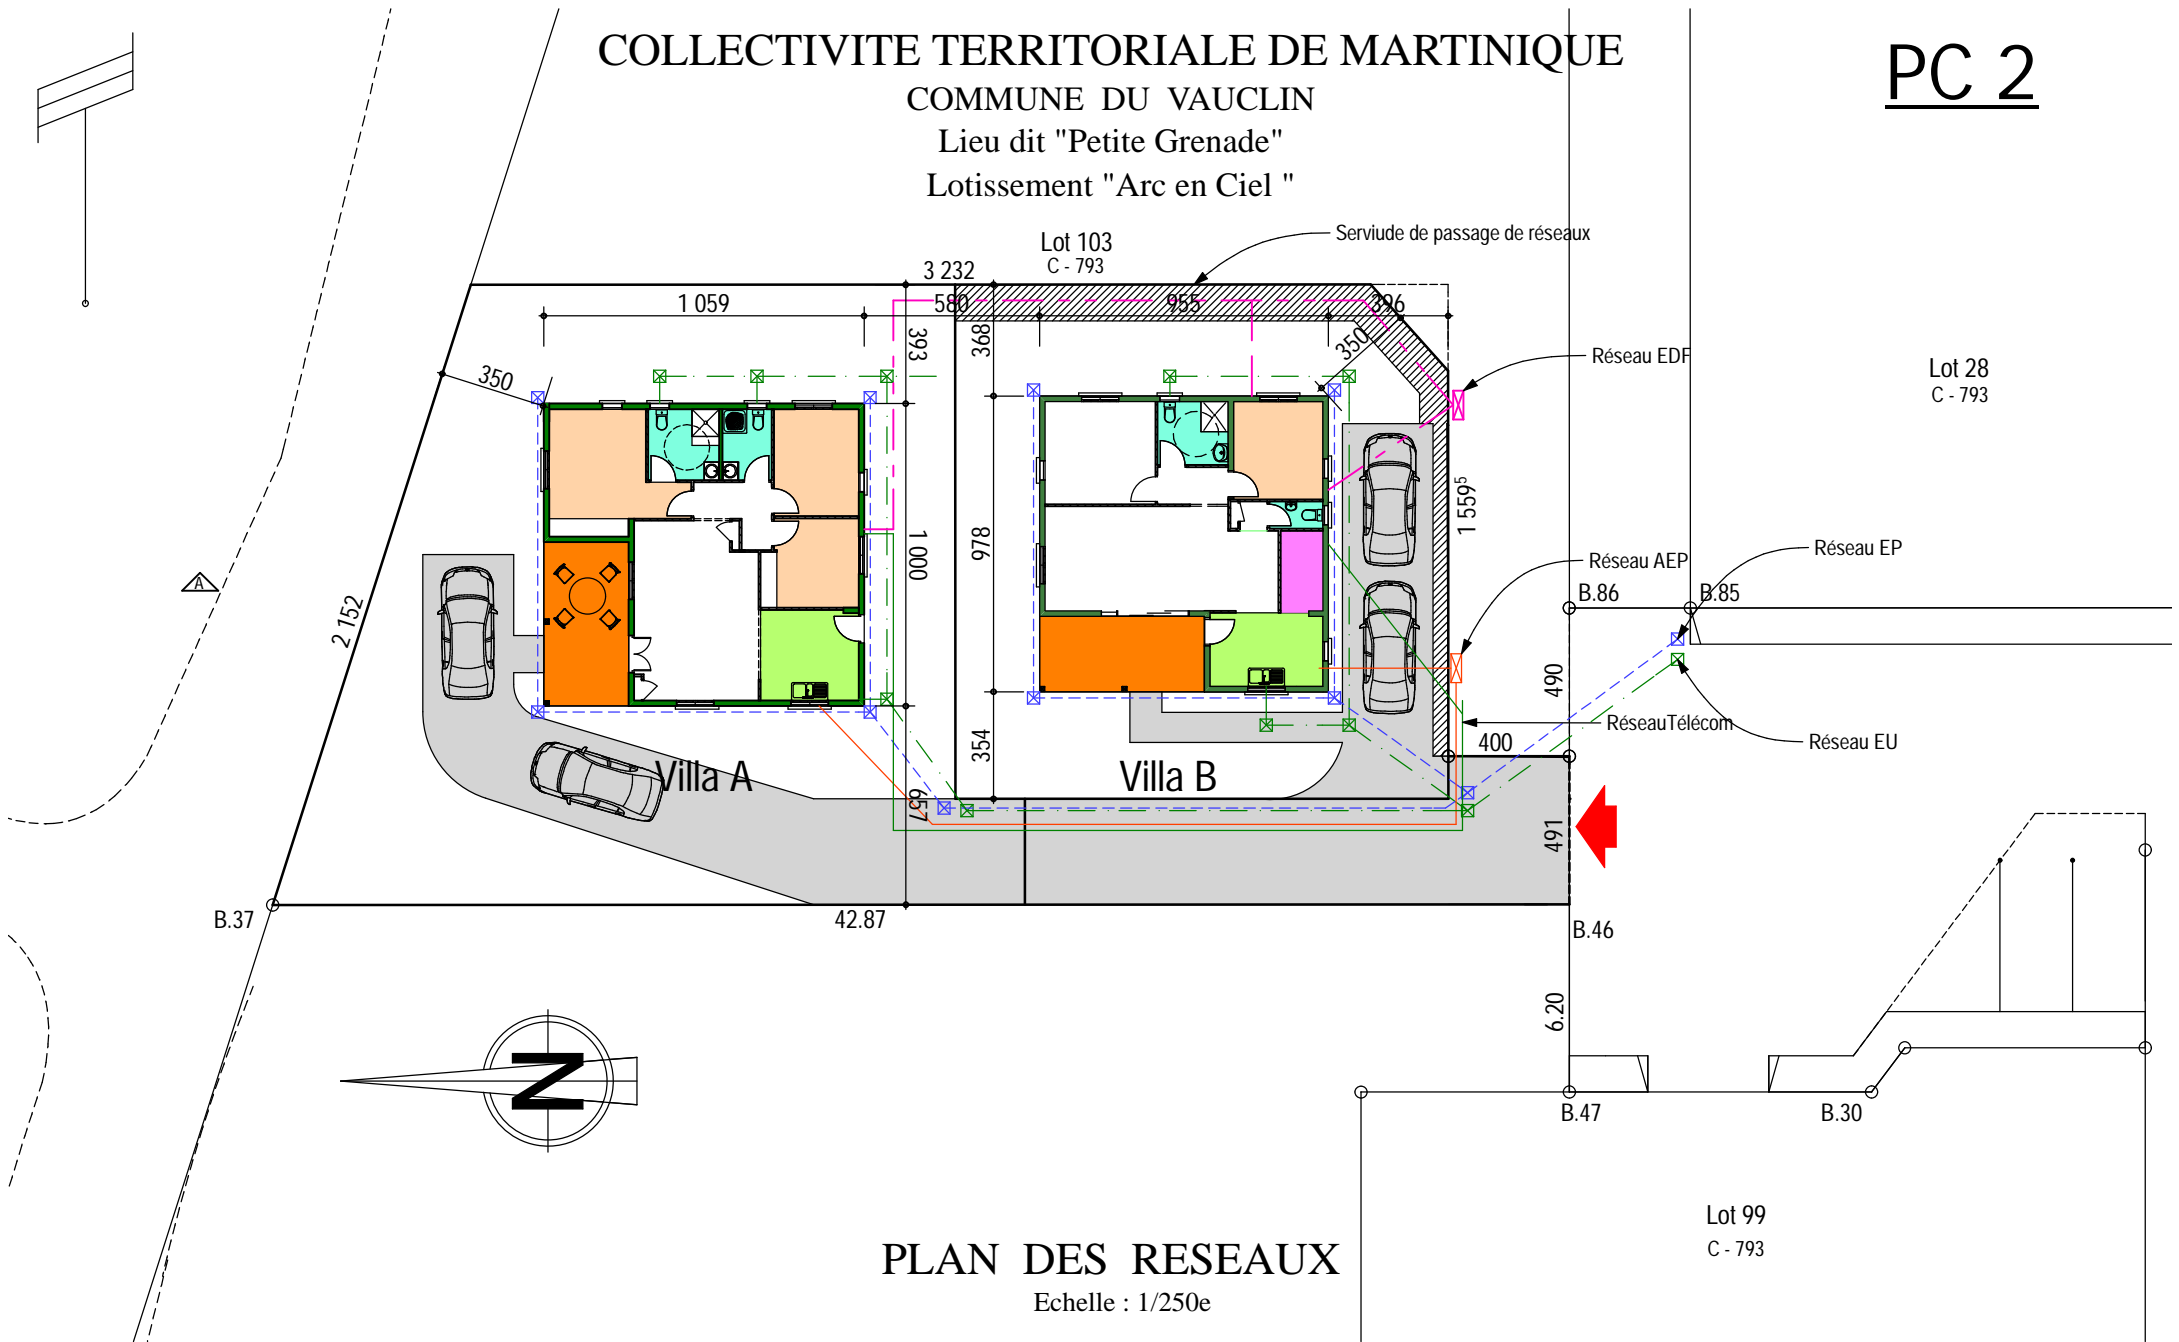 COLLECTIVITE TERRITORIALE DE MARTINIQUE
PC 2
COMMUNE DU VAUCLIN
Lieu dit "Petite Grenade"
Lotissement "Arc en Ciel "
Serviude de passage de réseaux
Lot 103
C - 793
3 232
1 059
580
955
396
393
368
350
350
Réseau EDF
Lot 28
C - 793
1 559⁵
978
1 000
Réseau EP
Réseau AEP
A
B.86
B.85
2 152
490
RéseauTélécom
Réseau EU
400
354
Villa A
Villa B
657
491
B.37
42.87
B.46
6.20
N
B.47
B.30
Lot 99
C - 793
PLAN DES RESEAUX
Echelle : 1/250e